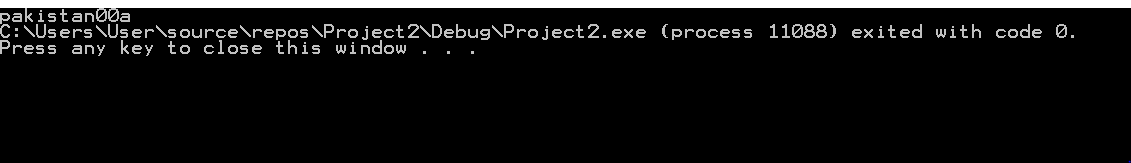 pakistan00a
C:\Users\User\source\repos\Project2\Debug\Project2.exe (process 11088) exited with code 0.
Press any key to close this window . . .